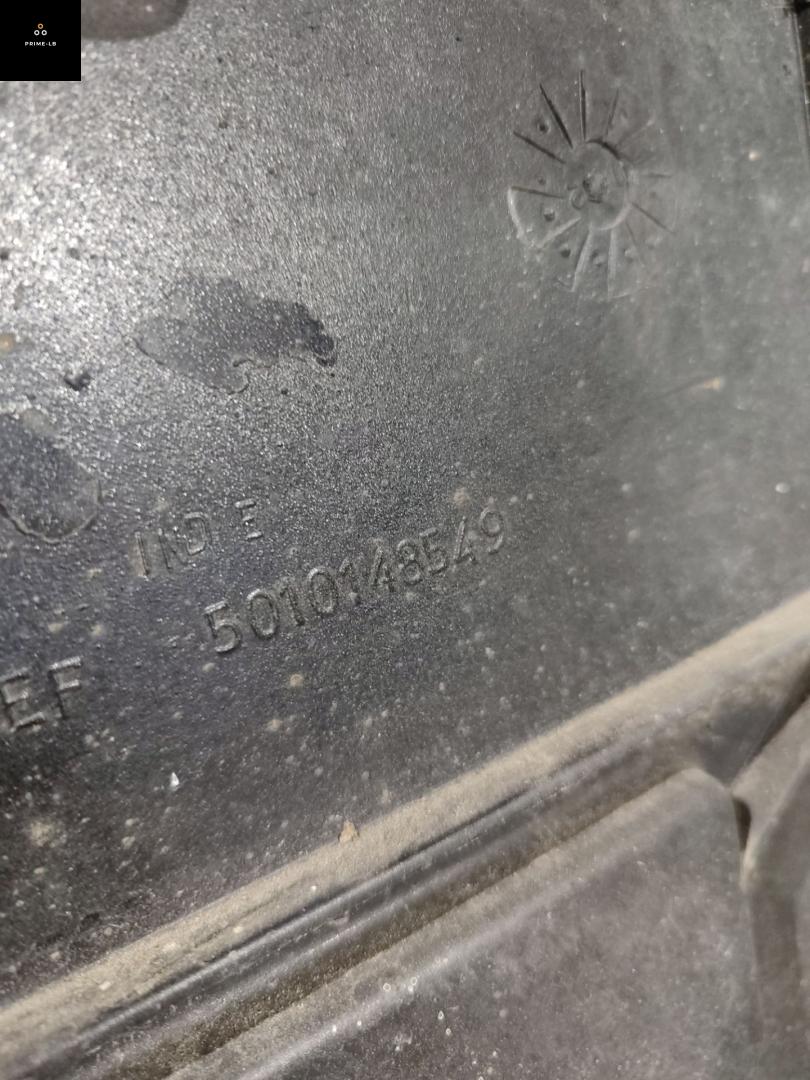 PRIME-LB
IND E
5010148549
EF